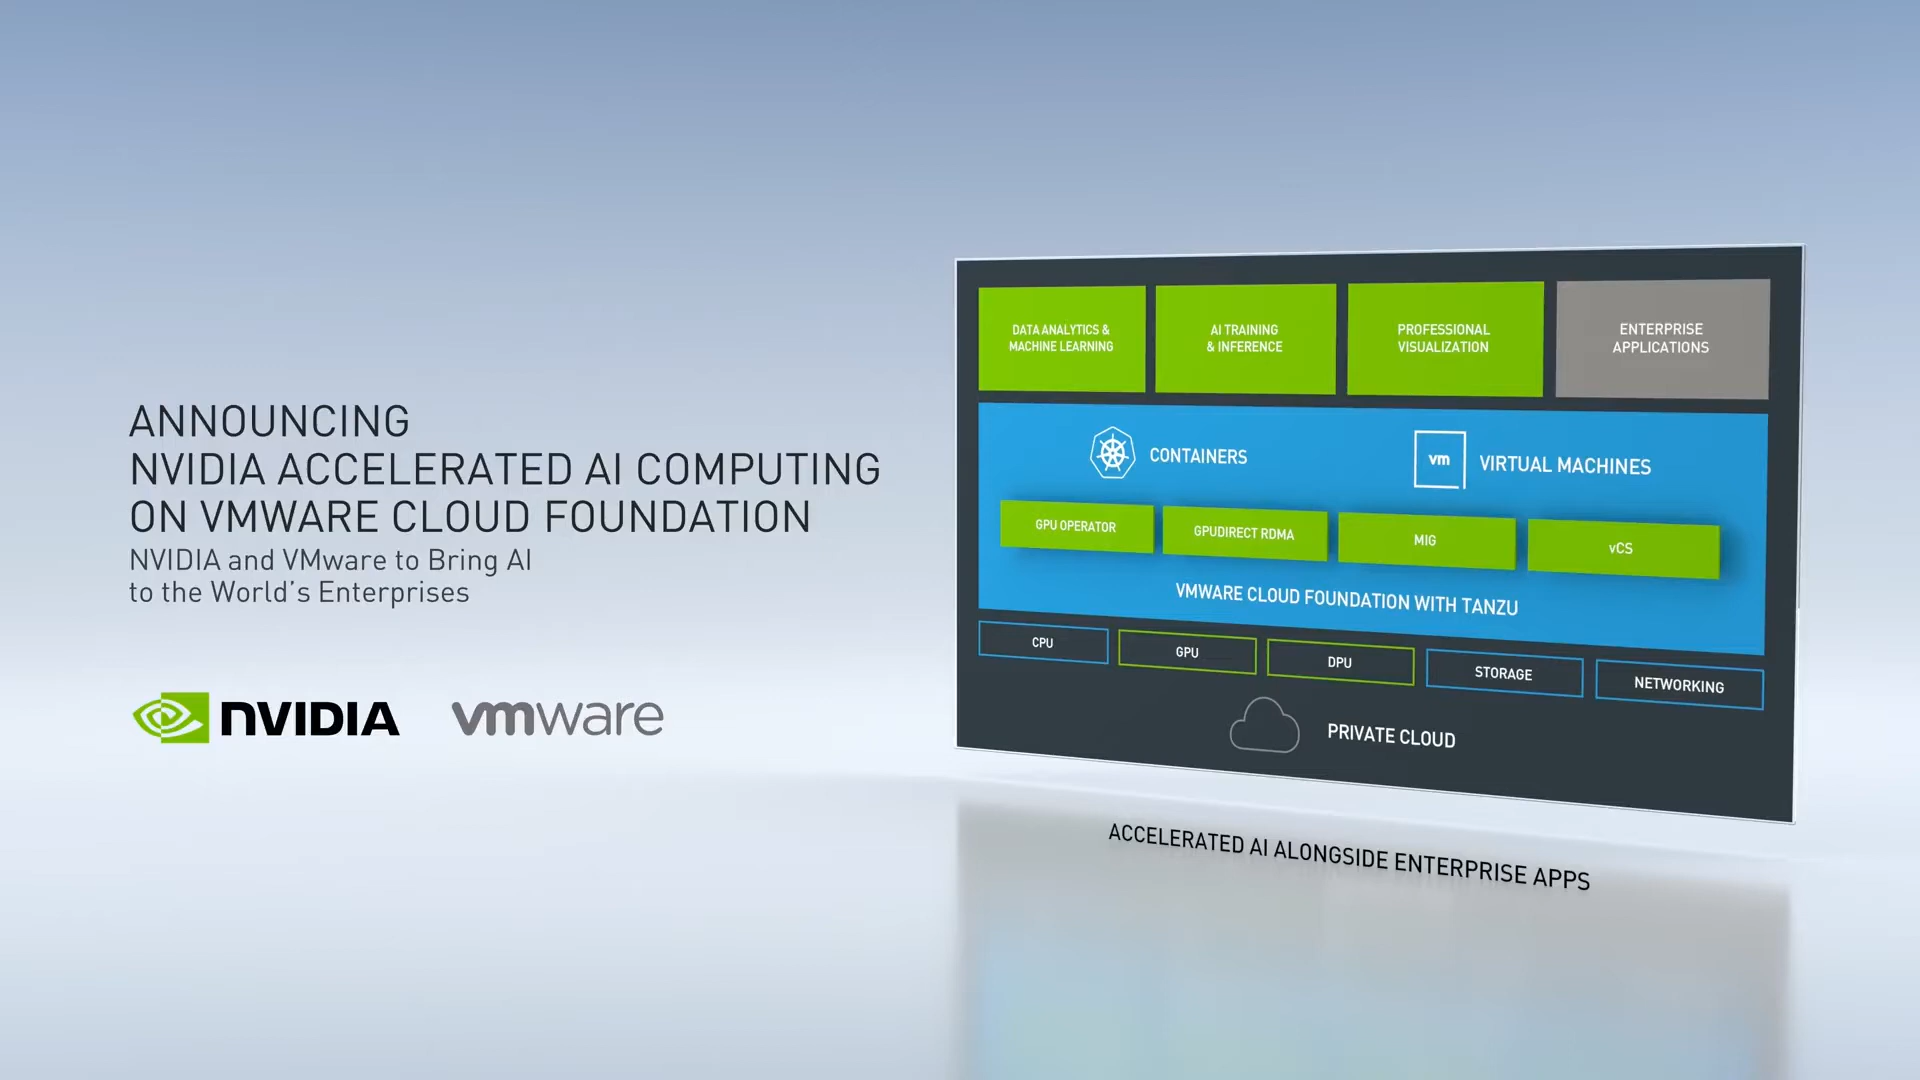 ANNOUNCING
NVIDIA ACCELERATED AI COMPUTING
ON VMWARE CLOUD FOUNDATION
NVIDIA and VMware to Bring AI
to the World's Enterprises
NVIDIA
vmware
DATA ANALYTICS &
MACHINE LEARNING
AI TRAINING
& INFERENCE
PROFESSIONAL
VISUALIZATION
ENTERPRISE
APPLICATIONS
CONTAINERS
vm
VIRTUAL MACHINES
GPU OPERATOR
GPUDIRECT RDMA
MIG
vCS
VMWARE CLOUD FOUNDATION WITH TANZU
CPU
GPU
DPU
STORAGE
NETWORKING
PRIVATE CLOUD
ACCELERATED AI ALONGSIDE ENTERPRISE APPS